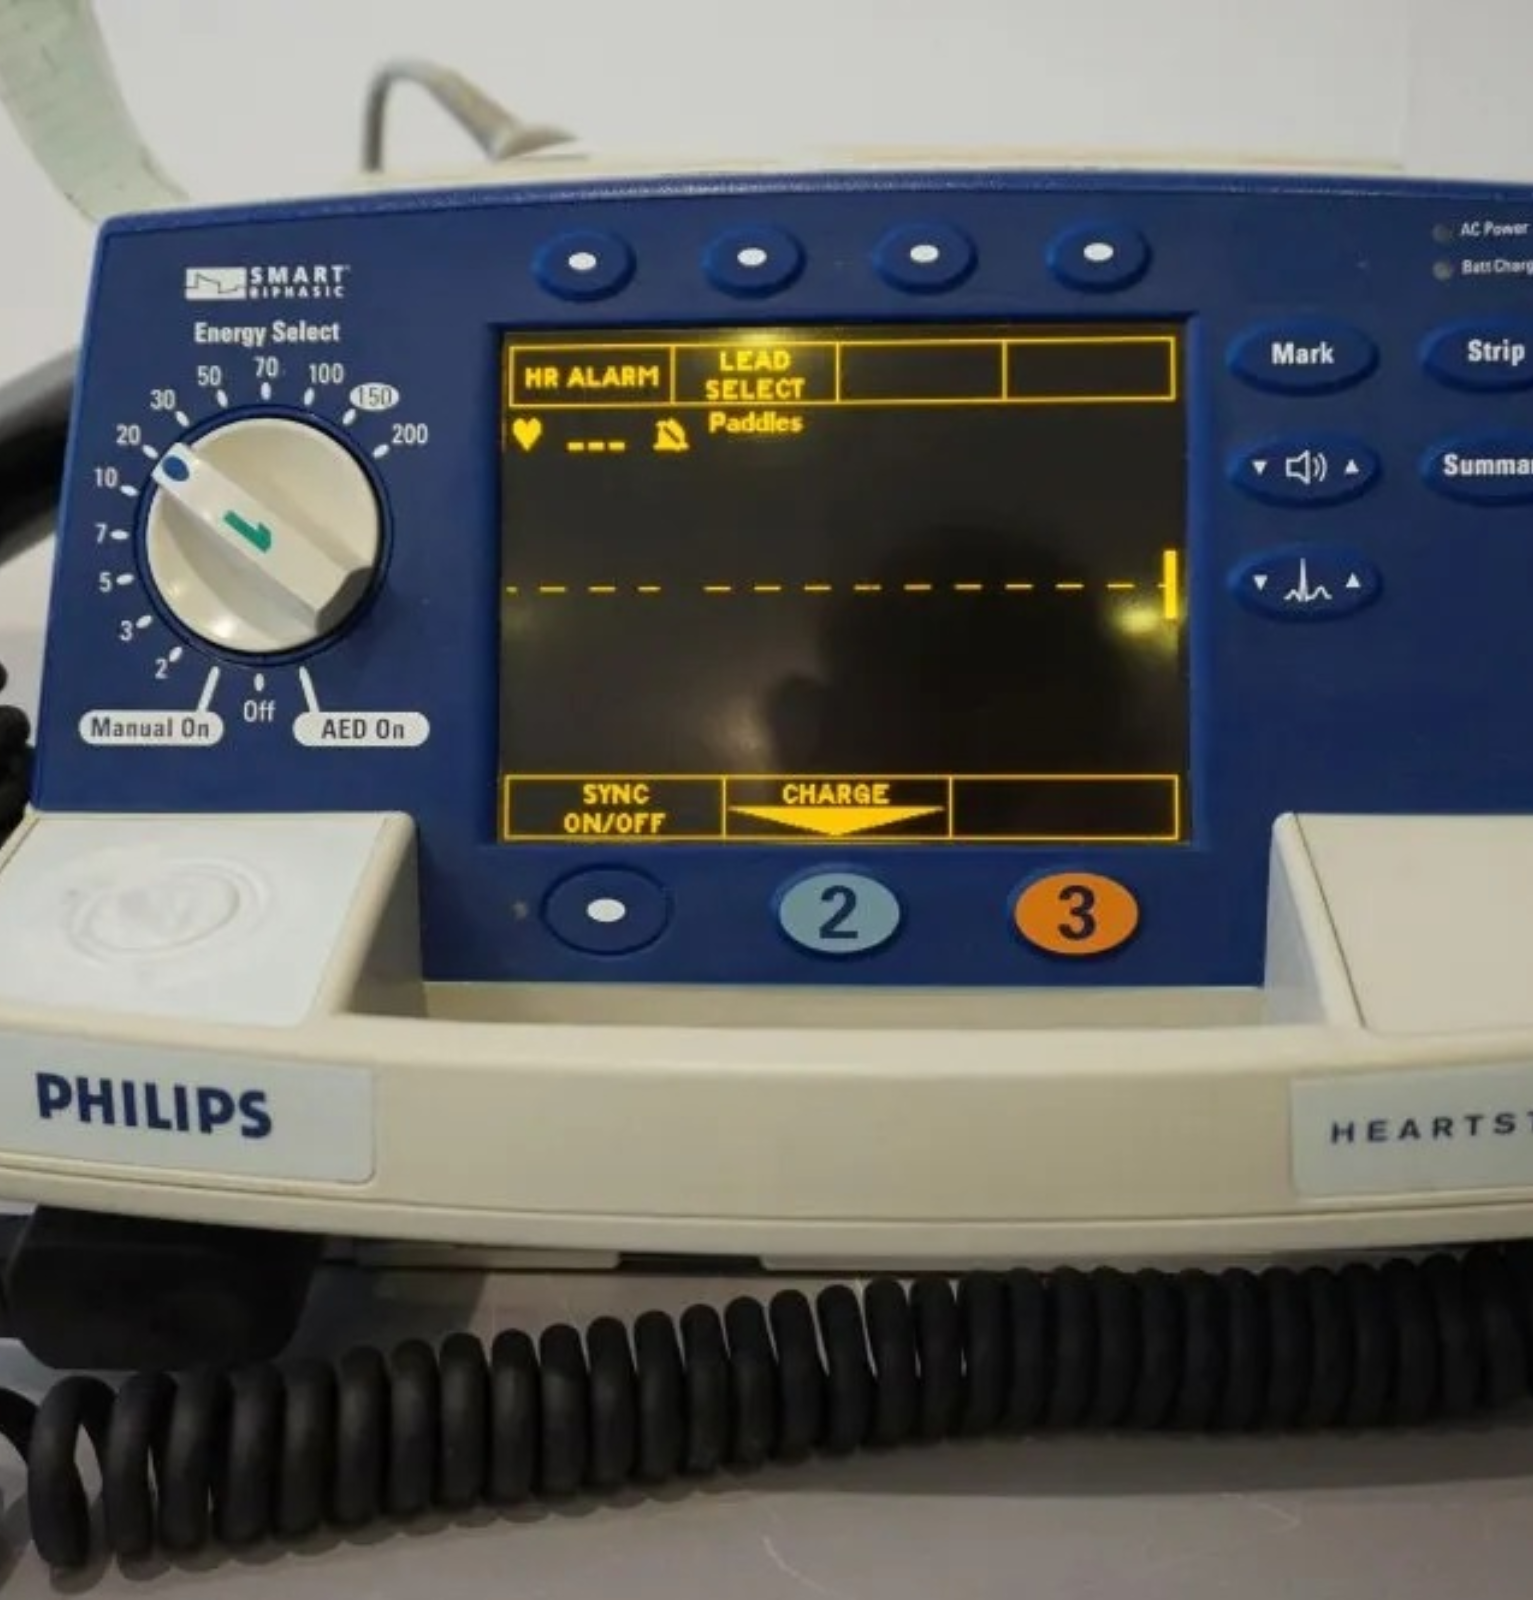 SMART
BIPHASIC
Energy Select
2
3
5
7
10
20
30
50
70
100
150
200
1
Manual On
Off
AED On
HR ALARM
LEAD
SELECT
---
Paddles
SYNC
ON/OFF
CHARGE
2
3
AC Power
Mark
Strip
PHILIPS